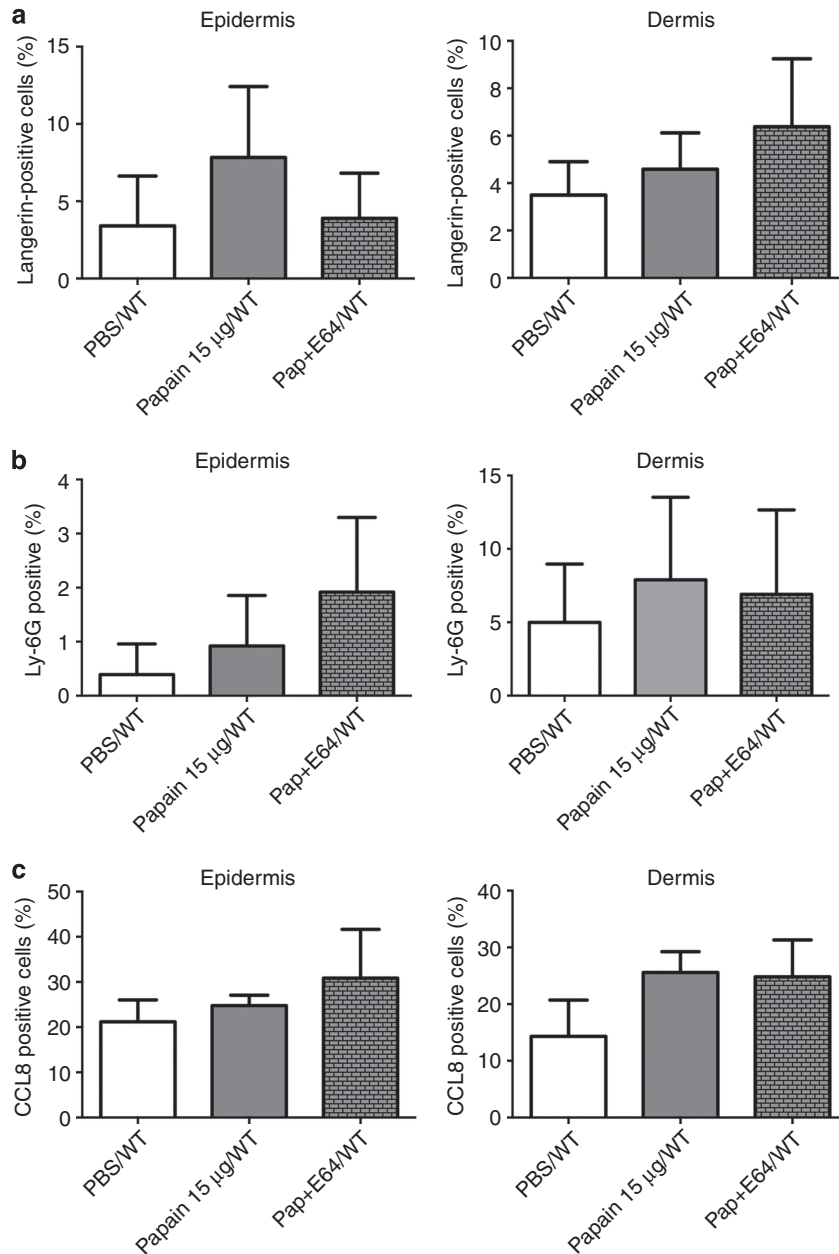 a
Epidermis
Langerin-positive cells (%)
15
10
5
0
PBS/WT
Papain 15 μg/WT
Pap+E64/WT
Dermis
Langerin-positive cells (%)
10
8
6
4
2
0
PBS/WT
Papain 15 μg/WT
Pap+E64/WT
b
Epidermis
Ly-6G positive (%)
4
3
2
1
0
PBS/WT
Papain 15 μg/WT
Pap+E64/WT
Dermis
Ly-6G positive (%)
15
10
5
0
PBS/WT
Papain 15 μg/WT
Pap+E64/WT
c
Epidermis
CCL8 positive cells (%)
50
40
30
20
10
0
PBS/WT
Papain 15 μg/WT
Pap+E64/WT
Dermis
CCL8 positive cells (%)
40
30
20
10
0
PBS/WT
Papain 15 μg/WT
Pap+E64/WT